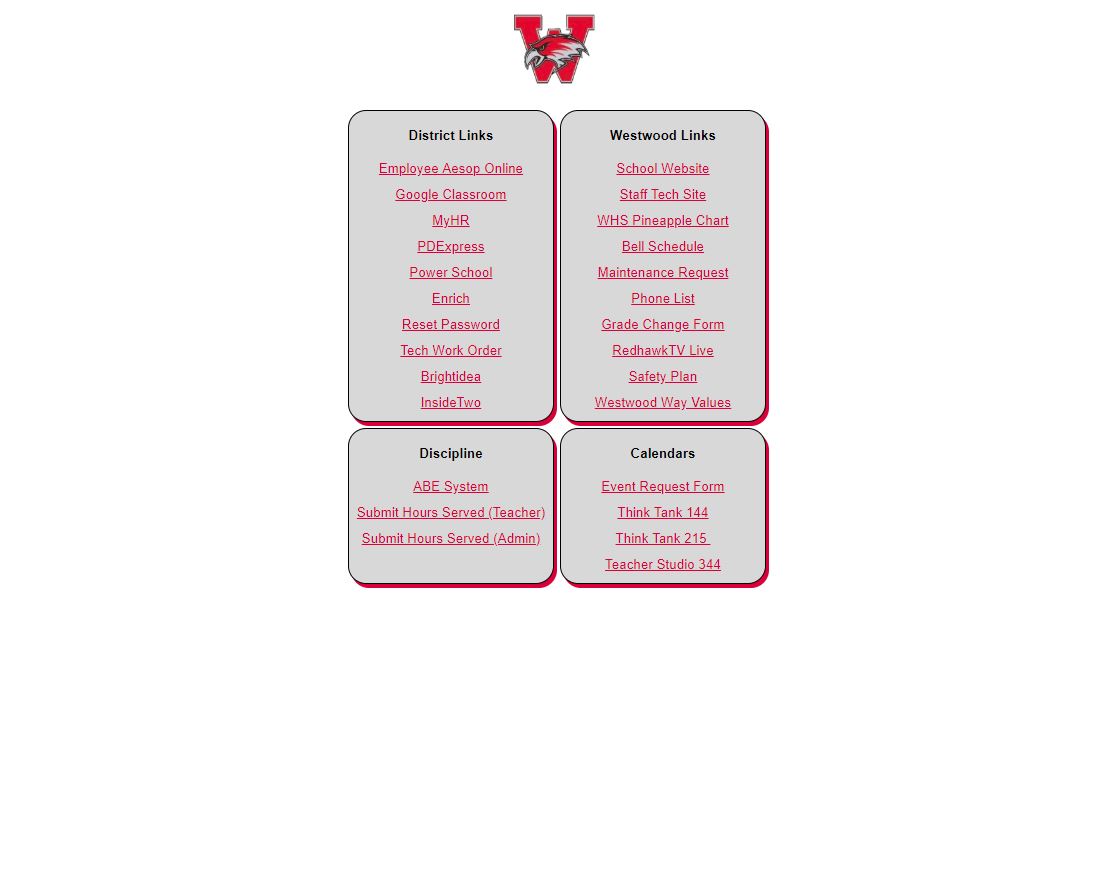 W
District Links
Employee Aesop Online
Google Classroom
MyHR
PDExpress
Power School
Enrich
Reset Password
Tech Work Order
Brightidea
InsideTwo
Westwood Links
School Website
Staff Tech Site
WHS Pineapple Chart
Bell Schedule
Maintenance Request
Phone List
Grade Change Form
RedhawkTV Live
Safety Plan
Westwood Way Values
Discipline
ABE System
Submit Hours Served (Teacher)
Submit Hours Served (Admin)
Calendars
Event Request Form
Think Tank 144
Think Tank 215
Teacher Studio 344